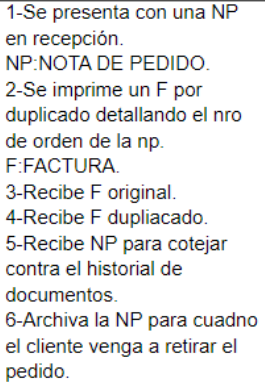 1-Se presenta con una NP
en recepción.
NP:NOTA DE PEDIDO.
2-Se imprime un F por
duplicado detallando el nro
de orden de la np.
F:FACTURA.
3-Recibe F original.
4-Recibe F dupliacado.
5-Recibe NP para cotejar
contra el historial de
documentos.
6-Archiva la NP para cuadno
el cliente venga a retirar el
pedido.